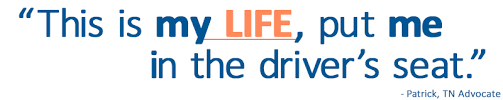 “This is my LIFE, put me
in the driver’s seat.”
- Patrick, TN Advocate